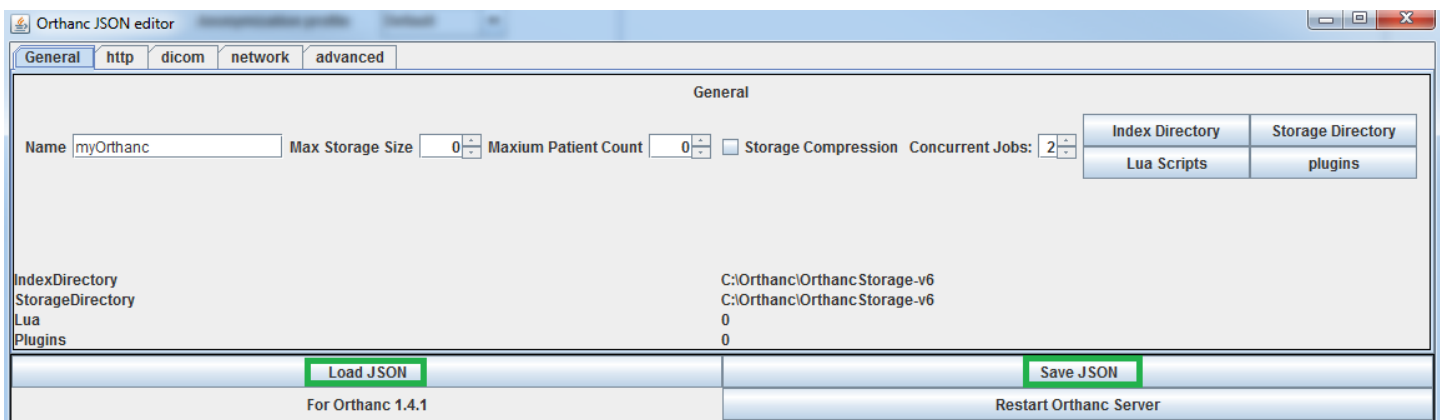 Orthanc JSON editor
General http dicom network advanced
General
Name myOrthanc Max Storage Size 0 Maxium Patient Count 0 Storage Compression Concurrent Jobs: 2
Index Directory Storage Directory
Lua Scripts plugins
IndexDirectory C:\Orthanc\OrthancStorage-v6
StorageDirectory C:\Orthanc\OrthancStorage-v6
Lua 0
Plugins 0
Load JSON Save JSON
For Orthanc 1.4.1 Restart Orthanc Server